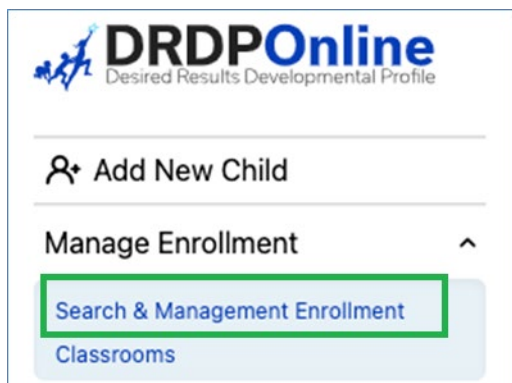 DRDPOnline
Desired Results Developmental Profile
Add New Child
Manage Enrollment
Search & Management Enrollment
Classrooms